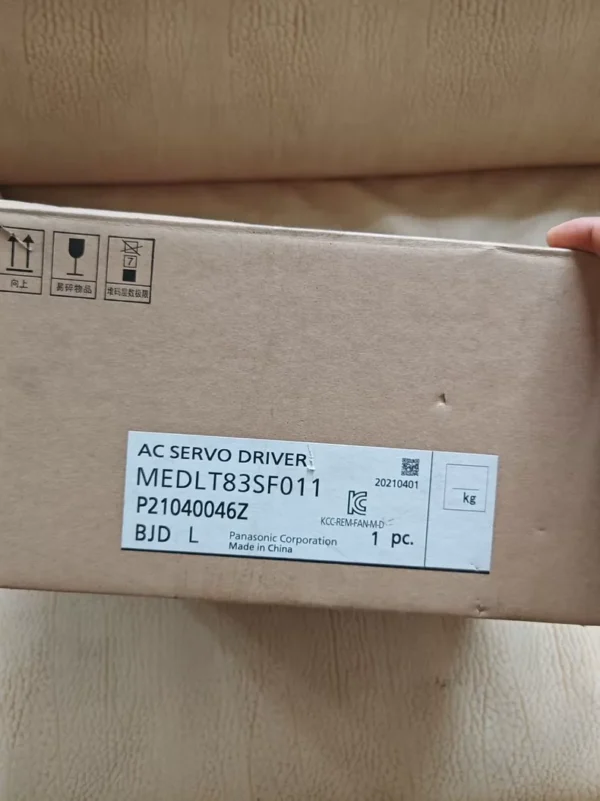 7
向上
易碎物品
堆码层数极限
AC SERVO DRIVER
MEDLT83SF011
20210401
P21040046Z
KCC-REM-FAN-M-D
BJD L
Panasonic Corporation
Made in China
1 pc.
kg